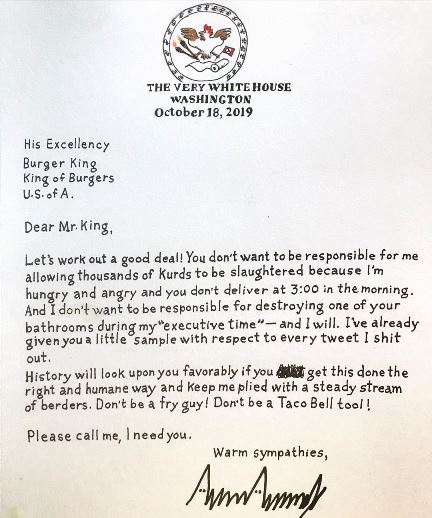 THE VERY WHITE HOUSE
WASHINGTON
October 18, 2019
His Excellency
Burger King
King of Burgers
U.S. of A.
Dear Mr. King,
Let's work out a good deal! You don't want to be responsible for me
allowing thousands of Kurds to be slaughtered because I'm
hungry and angry and you don't deliver at 3:00 in the morning.
And I don't want to be responsible for destroying one of your
bathrooms during my "executive time"— and I will. I've already
given you a little sample with respect to every tweet I shit
out.
History will look upon you favorably if you get this done the
right and humane way and keep me plied with a steady stream
of berders. Don't be a fry guy! Don't be a Taco Bell tool!
Please call me, I need you.
Warm sympathies,